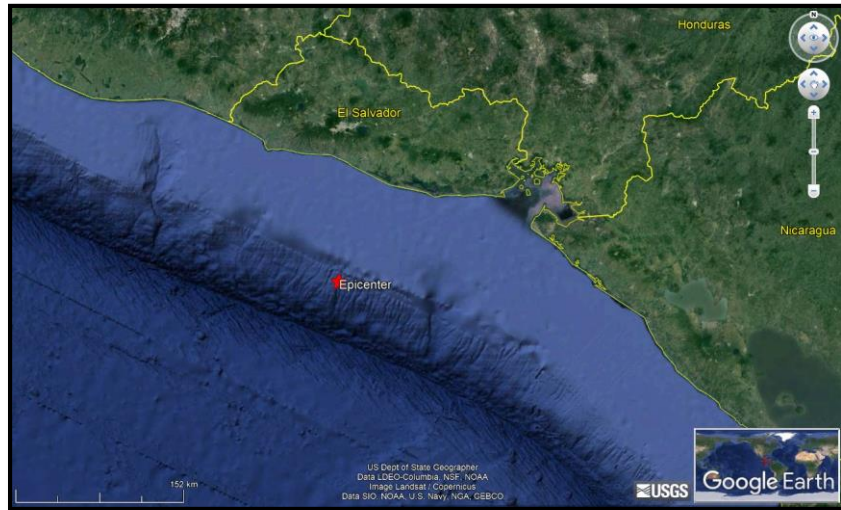 Honduras
N
El Salvador
Nicaragua
Epicenter
152 km
US Dept of State Geographer
Data LDEO-Columbia, NSF, NOAA
Image Landsat / Copernicus
Data SIO, NOAA, U.S. Navy, NGA, GEBCO
USGS
Google Earth